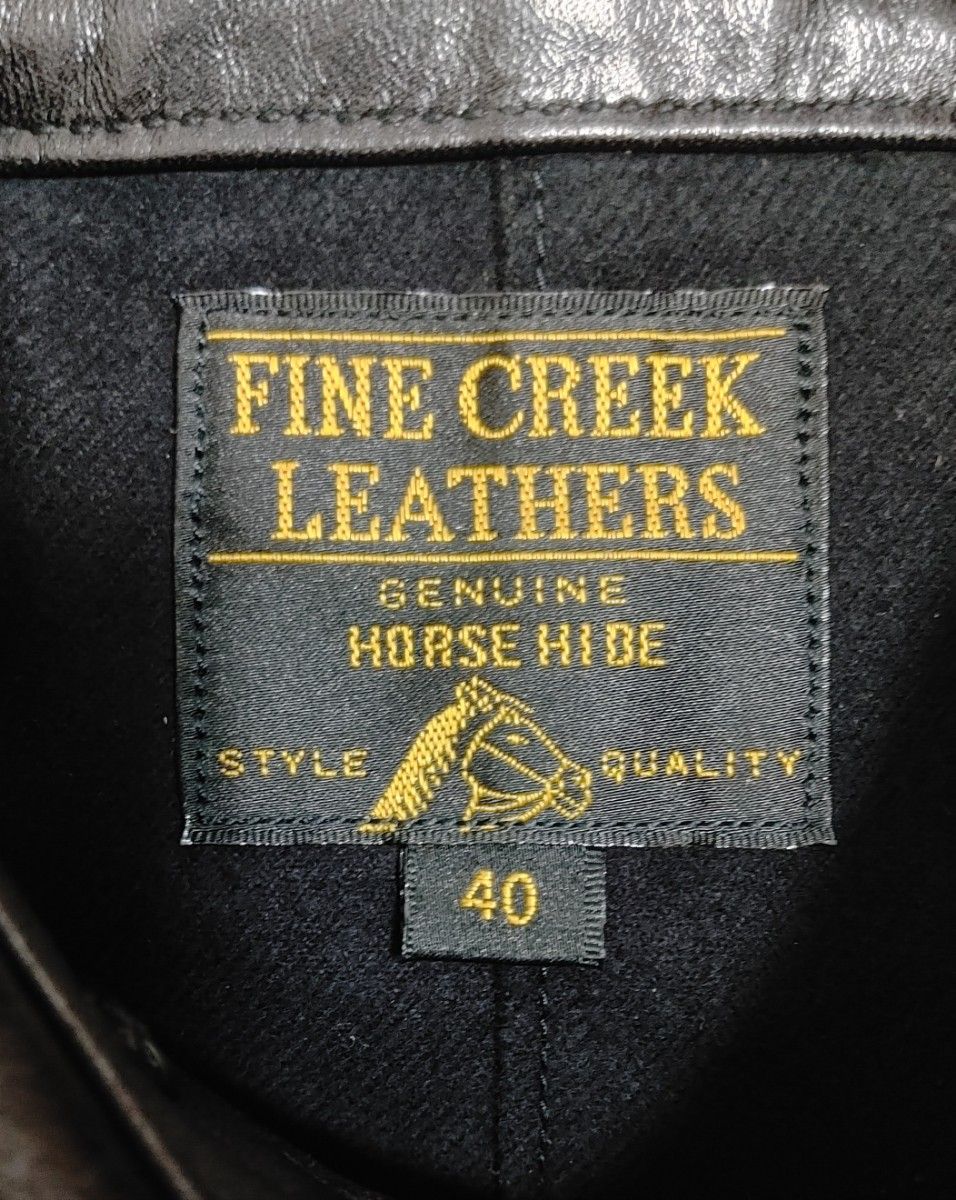 FINE CREEK
LEATHERS
GENUINE
HORSE HIDE
STYLE QUALITY
40